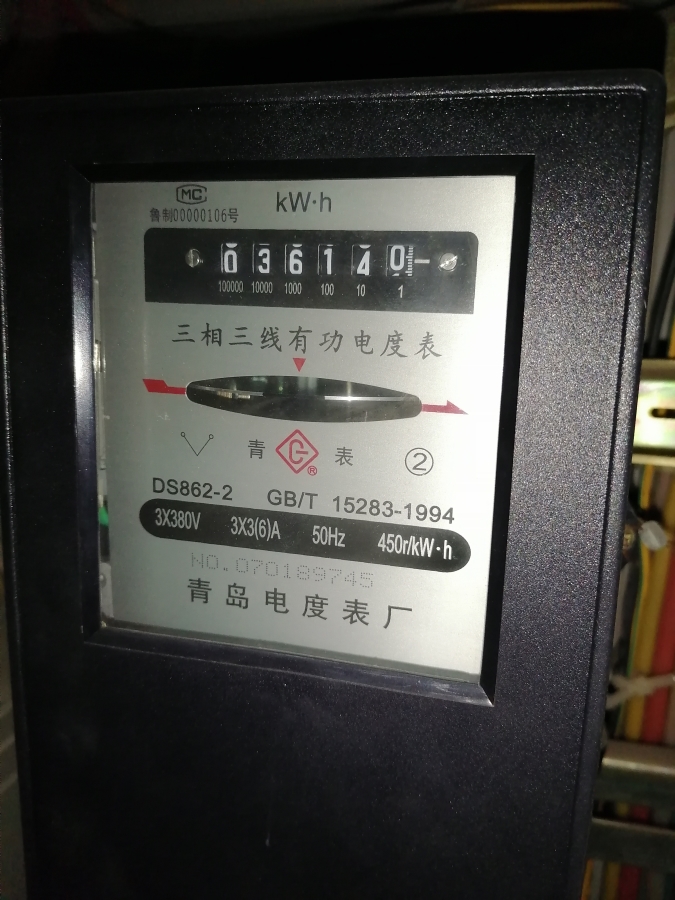 MC
鲁制00000106号
kW·h
0 3 6 1 4 0
100000 10000 1000 100 10 1
三相三线有功电度表
青 G ® 表 ②
DS862-2 GB/T 15283-1994
3X380V 3X3(6)A 50Hz 450r/kW·h
NO.070189745
青岛电度表厂